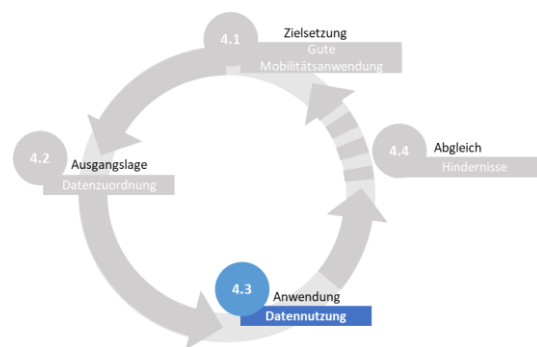 4.1
Zielsetzung
Gute
Mobilitätsanwendung
4.2
Ausgangslage
Datenzuordnung
4.4
Abgleich
Hindernisse
4.3
Anwendung
Datennutzung